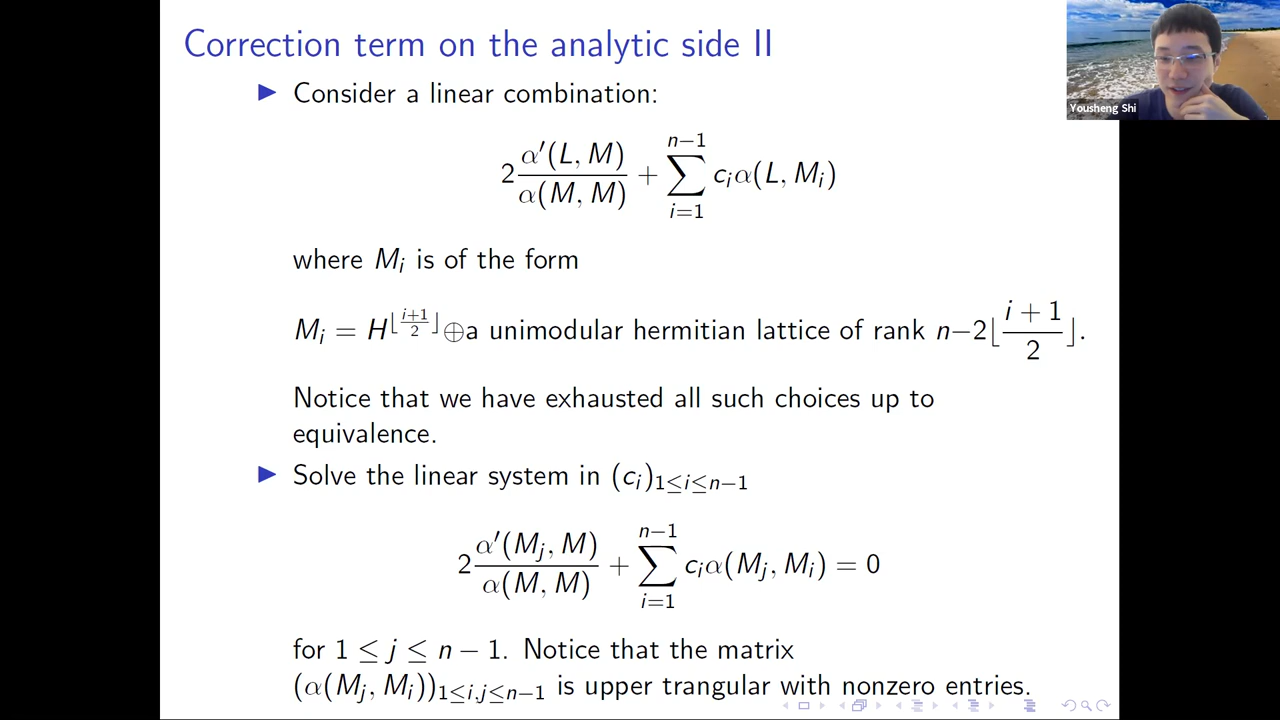 Correction term on the analytic side II
Yousheng Shi
▶ Consider a linear combination:
2 α′(L, M) / α(M, M) + ∑_{i=1}^{n−1} c_i α(L, M_i)
where M_i is of the form
M_i = H^{⌊(i+1)/2⌋} ⊕ a unimodular hermitian lattice of rank n−2⌊(i+1)/2⌋.
Notice that we have exhausted all such choices up to
equivalence.
▶ Solve the linear system in (c_i)_{1≤i≤n−1}
2 α′(M_j, M) / α(M, M) + ∑_{i=1}^{n−1} c_i α(M_j, M_i) = 0
for 1 ≤ j ≤ n − 1. Notice that the matrix
(α(M_j, M_i))_{1≤i,j≤n−1} is upper trangular with nonzero entries.